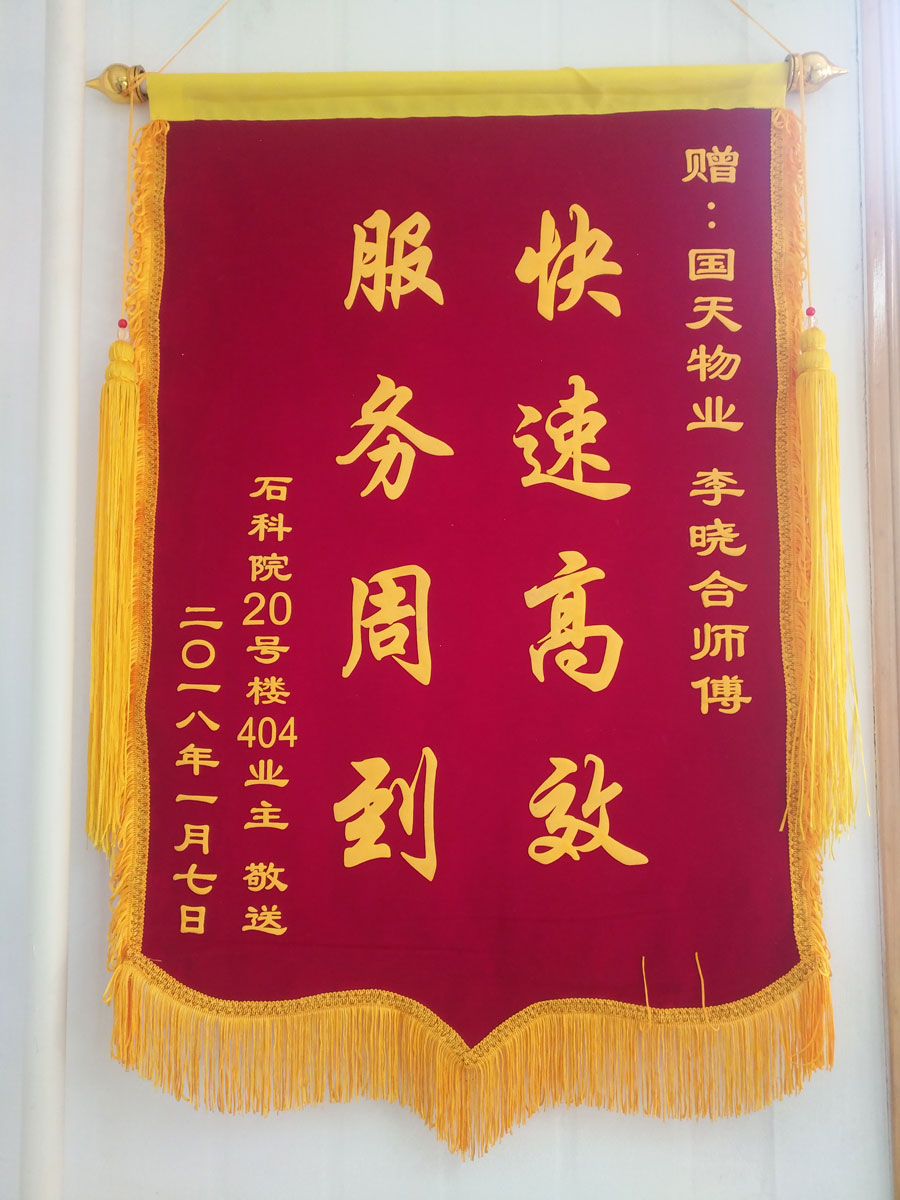 赠：国天物业 李晓合师傅
快速高效
服务周到
石科院20号楼404业主 敬送
二〇一八年一月七日